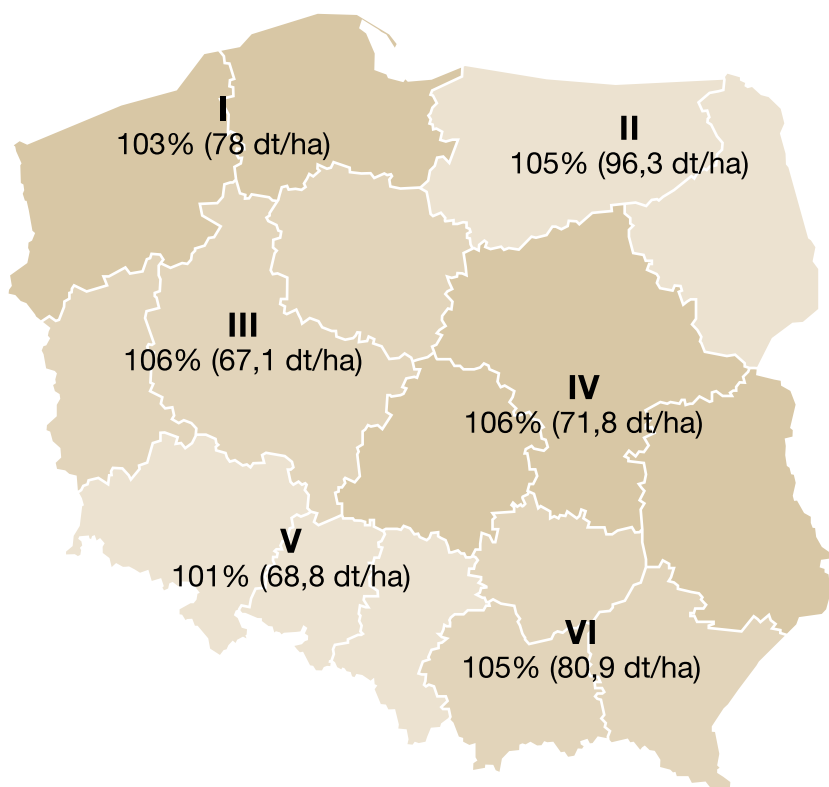 I
103% (78 dt/ha)
II
105% (96,3 dt/ha)
III
106% (67,1 dt/ha)
IV
106% (71,8 dt/ha)
V
101% (68,8 dt/ha)
VI
105% (80,9 dt/ha)